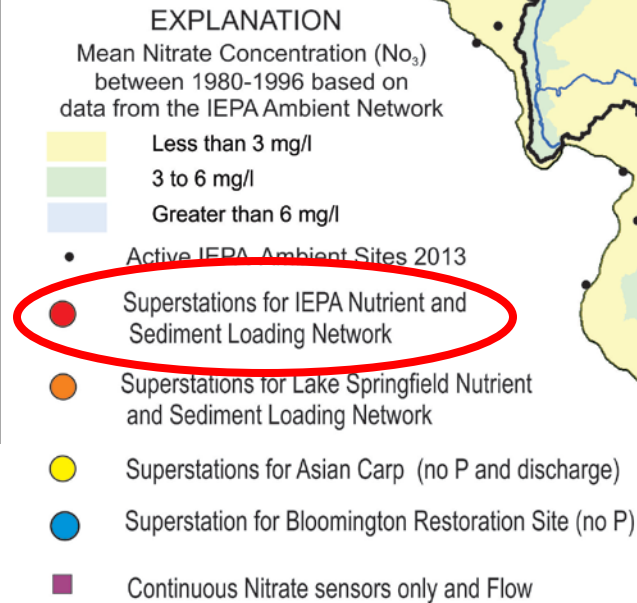 EXPLANATION
Mean Nitrate Concentration (No₃)
between 1980-1996 based on
data from the IEPA Ambient Network
Less than 3 mg/l
3 to 6 mg/l
Greater than 6 mg/l
Active IEPA Ambient Sites 2013
Superstations for IEPA Nutrient and
Sediment Loading Network
Superstations for Lake Springfield Nutrient
and Sediment Loading Network
Superstations for Asian Carp (no P and discharge)
Superstation for Bloomington Restoration Site (no P)
Continuous Nitrate sensors only and Flow